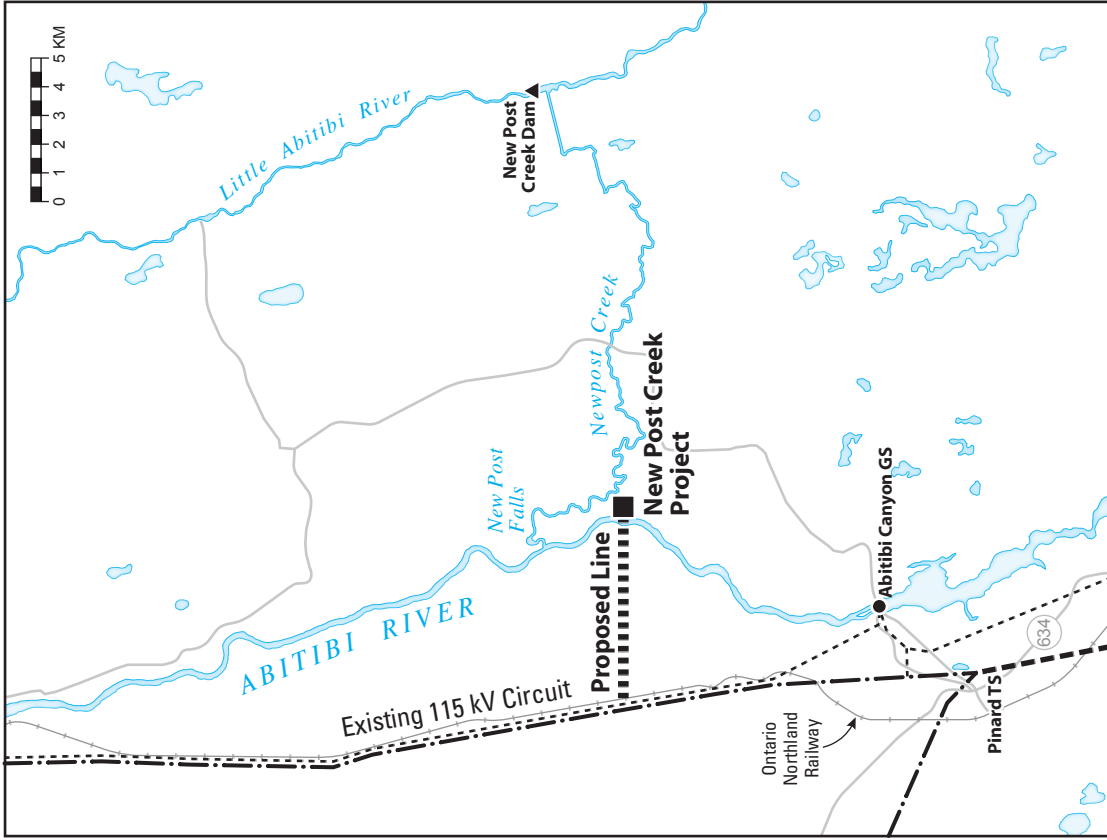 5 KM
4
3
2
1
0
Little Abitibi River
New Post
Creek Dam
Newpost Creek
New Post
Falls
New Post Creek
Project
Proposed Line
ABITIBI RIVER
Existing 115 kV Circuit
Abitibi Canyon GS
634
Ontario
Northland
Railway
Pinard TS